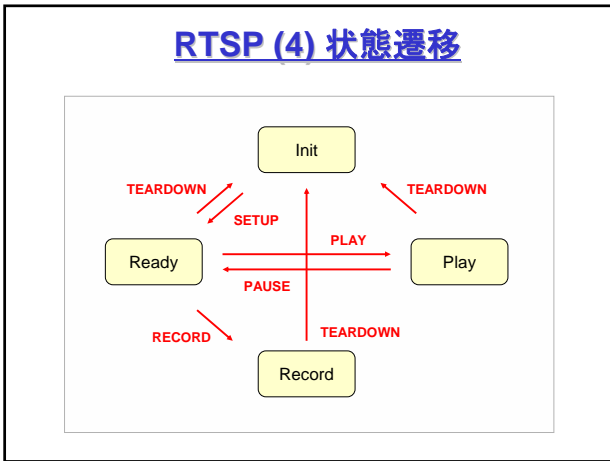 RTSP (4) 状態遷移
Init
TEARDOWN
TEARDOWN
SETUP
PLAY
Ready
Play
PAUSE
RECORD
TEARDOWN
Record